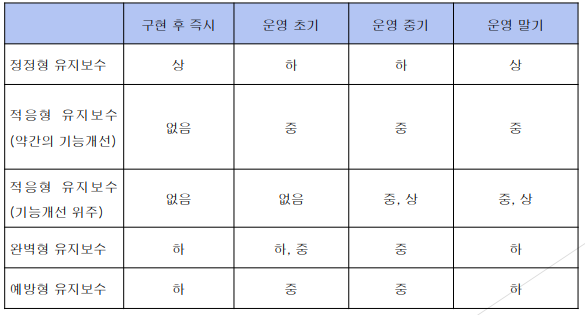 구현 후 즉시 운영 초기 운영 중기 운영 말기
정정형 유지보수 상 하 하 상
적응형 유지보수
(약간의 기능개선) 없음 중 중 중
적응형 유지보수
(기능개선 위주) 없음 없음 중, 상 중, 상
완벽형 유지보수 하 하, 중 중 하
예방형 유지보수 하 중 중 하